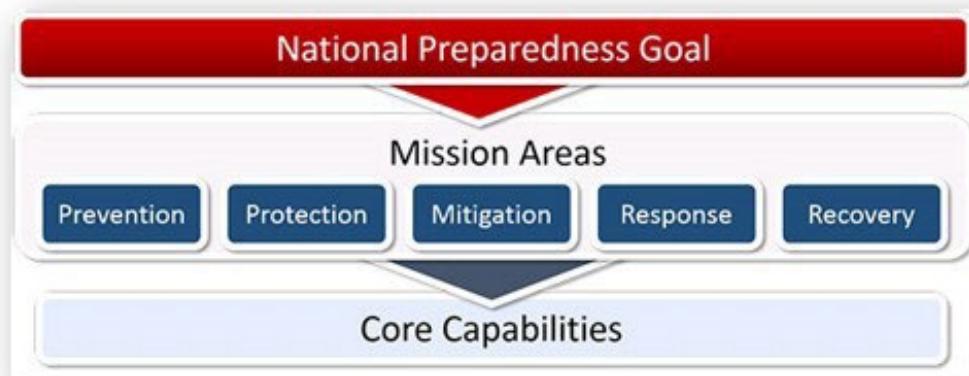 National Preparedness Goal
Mission Areas
Prevention Protection Mitigation Response Recovery
Core Capabilities